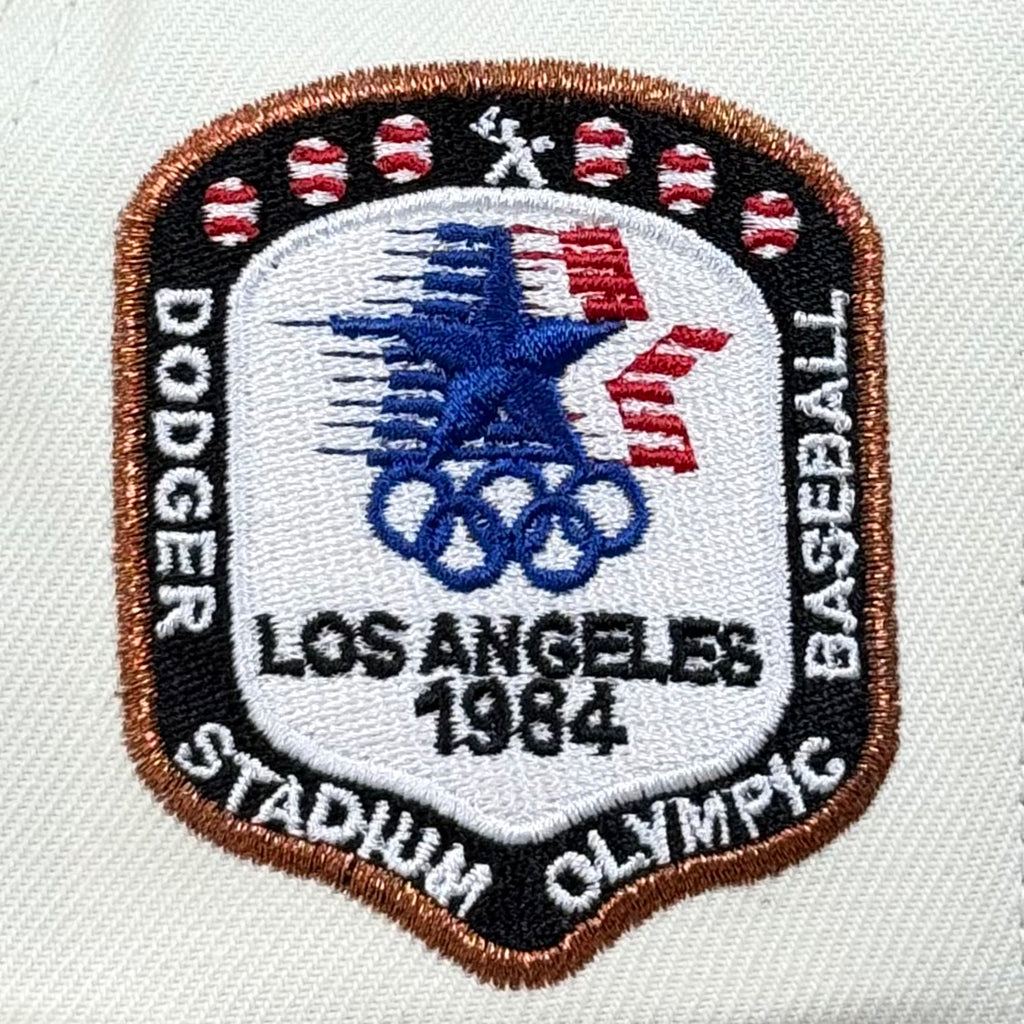 DODGER
STADIUM
OLYMPIC
BASEBALL
LOS ANGELES
1984